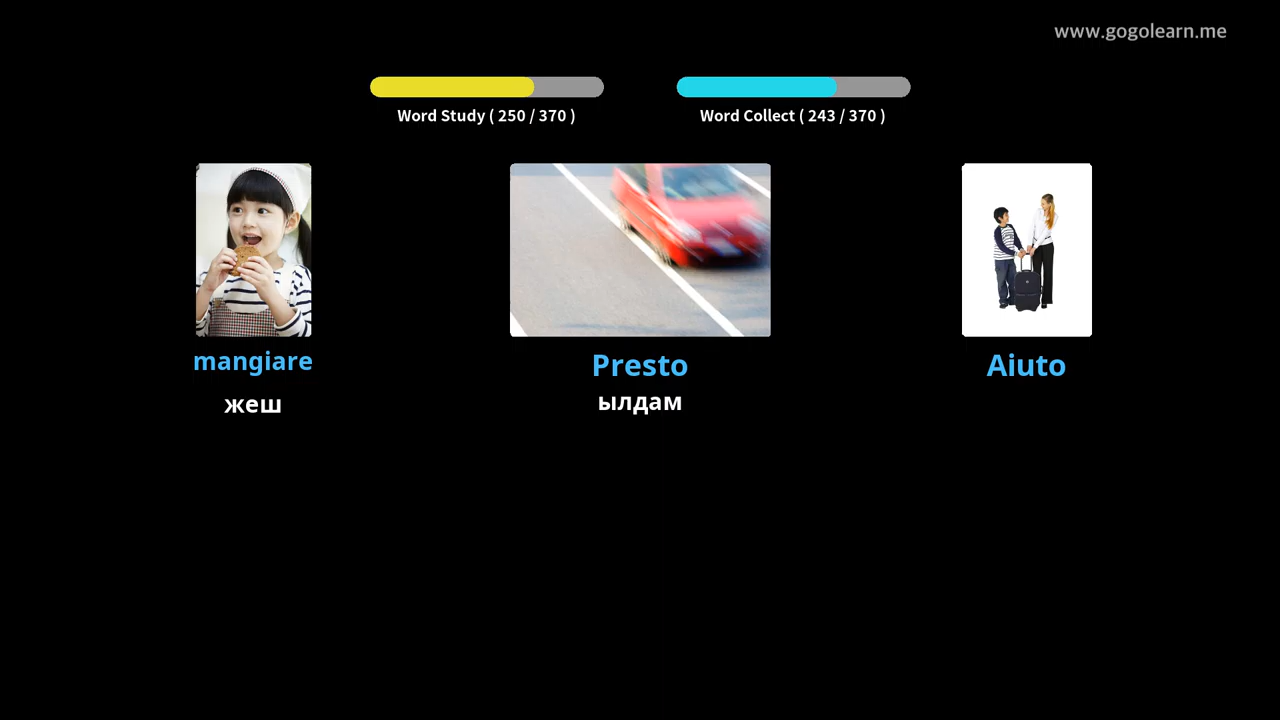 www.gogolearn.me
Word Study ( 250 / 370 )
Word Collect ( 243 / 370 )
mangiare
жеш
Presto
ылдам
Aiuto